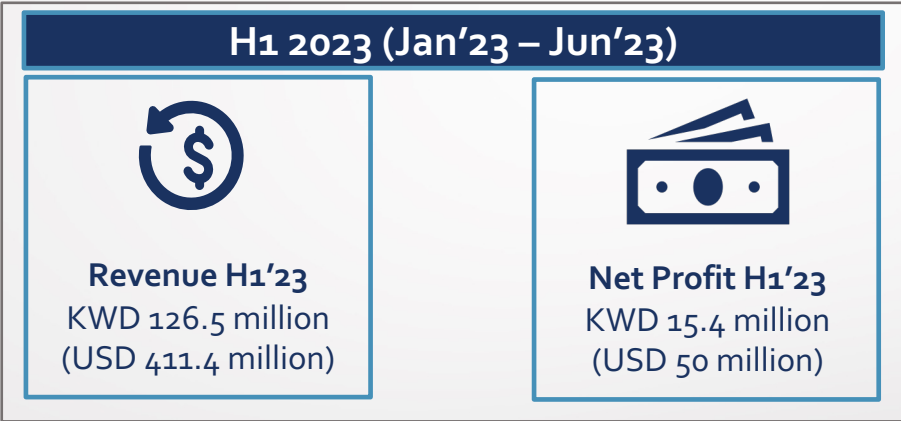 H1 2023 (Jan’23 – Jun’23)
$
Revenue H1’23
KWD 126.5 million
(USD 411.4 million)
Net Profit H1’23
KWD 15.4 million
(USD 50 million)